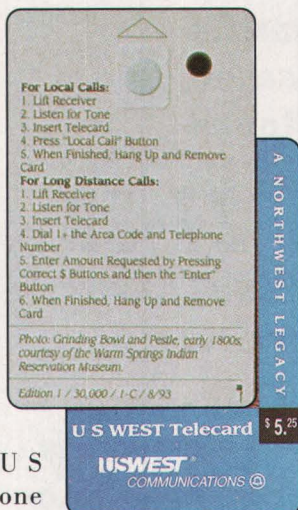 For Local Calls:
1. Lift Receiver
2. Listen for Tone
3. Insert Telecard
4. Press "Local Call" Button
5. When Finished, Hang Up and Remove
Card
For Long Distance Calls:
1. Lift Receiver
2. Listen for Tone
3. Insert Telecard
4. Dial 1+ the Area Code and Telephone
Number
5. Enter Amount Requested by Pressing
Correct $ Buttons and then the "Enter"
Button
6. When Finished, Hang Up and Remove
Card
Photo: Grinding Bowl and Pestle, early 1800s,
courtesy of the Warm Springs Indian
Reservation Museum.
Edition 1 / 30,000 / 1-C / 8/93
A NORTHWEST LEGACY
U S WEST Telecard $5.25
USWEST
COMMUNICATIONS
U S
one